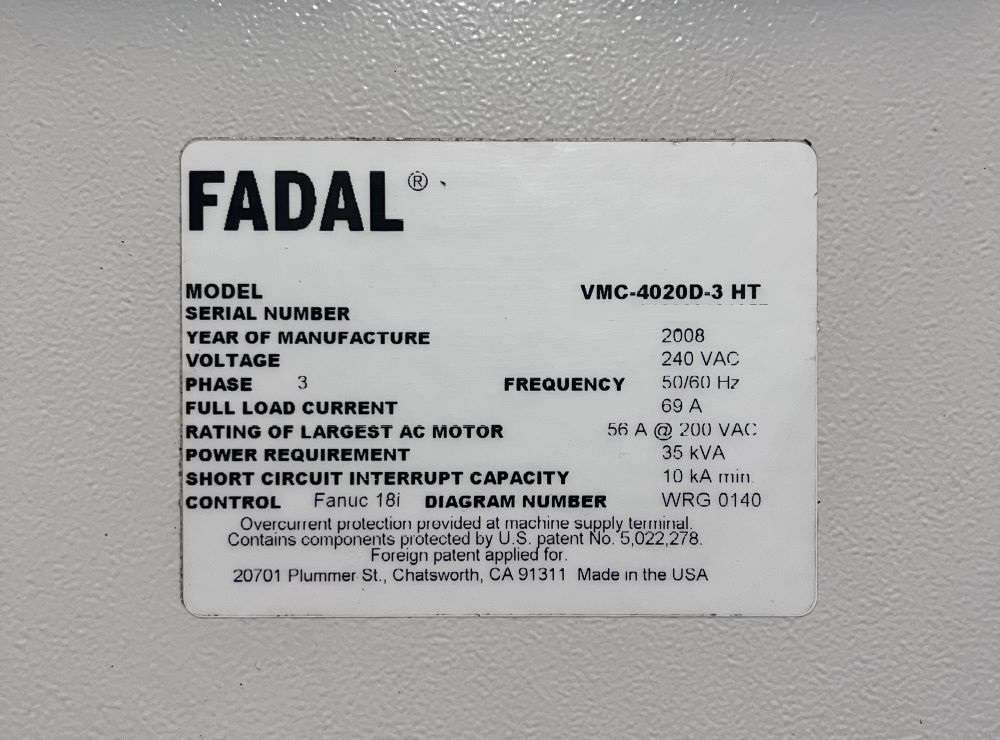 FADAL®
MODEL VMC-4020D-3 HT
SERIAL NUMBER
YEAR OF MANUFACTURE 2008
VOLTAGE 240 VAC
PHASE 3 FREQUENCY 50/60 Hz
FULL LOAD CURRENT 69 A
RATING OF LARGEST AC MOTOR 56 A @ 200 VAC
POWER REQUIREMENT 35 kVA
SHORT CIRCUIT INTERRUPT CAPACITY 10 kA min.
CONTROL Fanuc 18i DIAGRAM NUMBER WRG 0140
Overcurrent protection provided at machine supply terminal.
Contains components protected by U.S. patent No. 5,022,278.
Foreign patent applied for.
20701 Plummer St., Chatsworth, CA 91311 Made in the USA